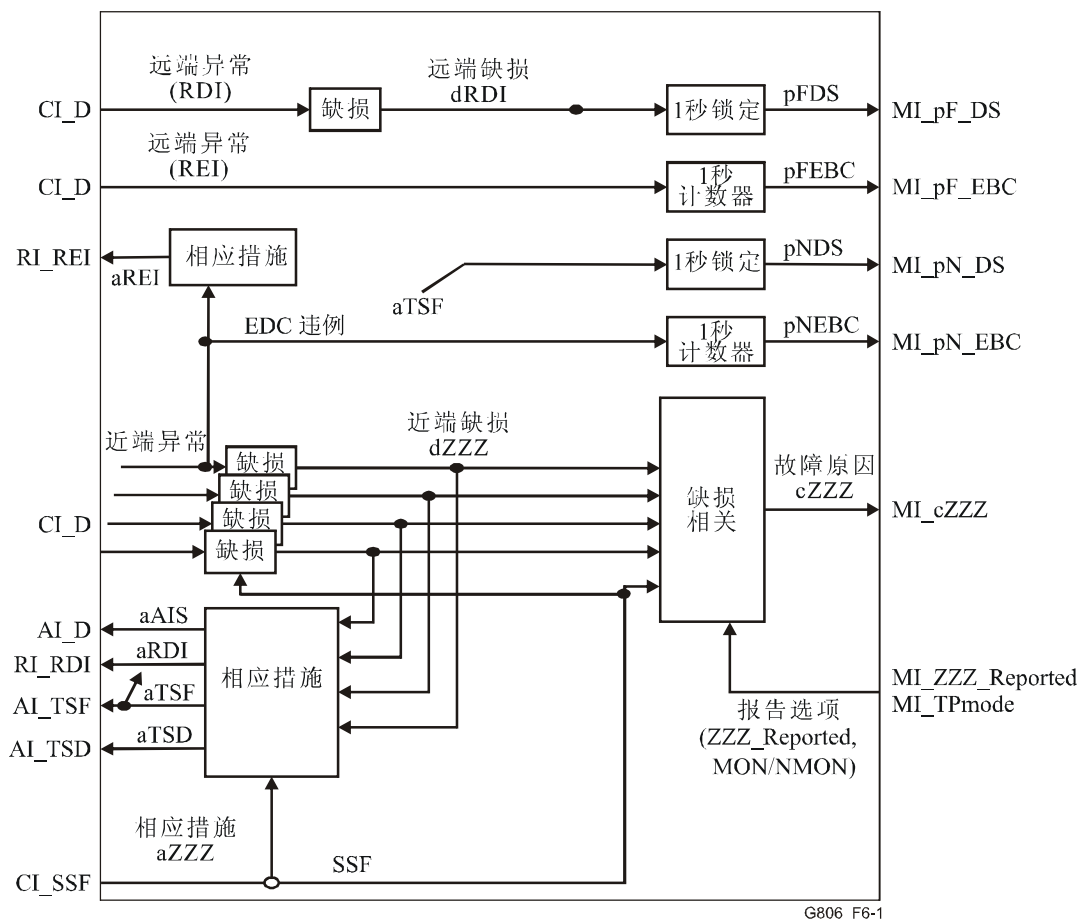 远端异常
(RDI)
CI_D
缺损
远端缺损
dRDI
1秒锁定
pFDS
MI_pF_DS
远端异常
(REI)
CI_D
1秒
计数器
pFEBC
MI_pF_EBC
RI_REI
aREI
相应措施
aTSF
1秒锁定
pNDS
MI_pN_DS
EDC 违例
1秒
计数器
pNEBC
MI_pN_EBC
近端异常
近端缺损
dZZZ
缺损
缺损
缺损
缺损
CI_D
缺损
相关
故障原因
cZZZ
MI_cZZZ
AI_D
aAIS
RI_RDI
aRDI
AI_TSF
aTSF
AI_TSD
aTSD
相应措施
MI_ZZZ_Reported
MI_TPmode
报告选项
(ZZZ_Reported,
MON/NMON)
相应措施
aZZZ
SSF
CI_SSF
G806_F6-1